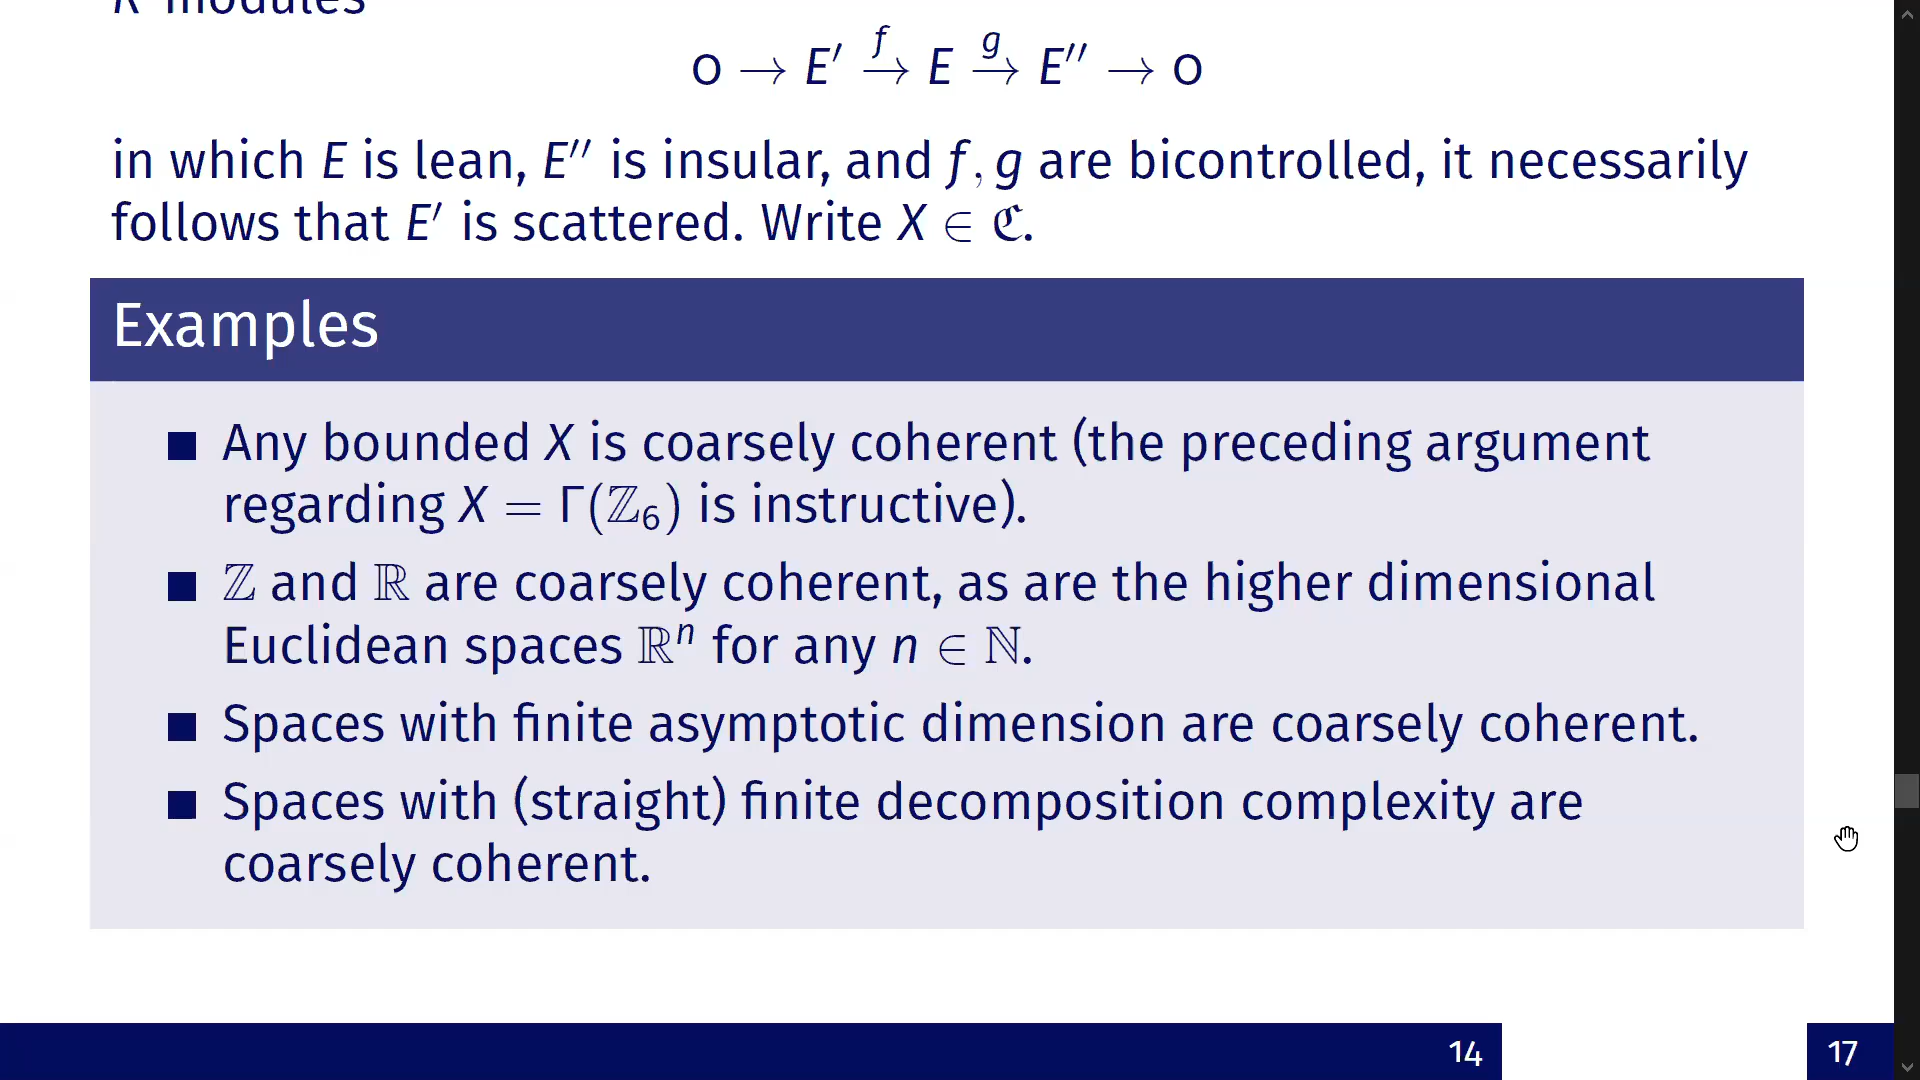 R modules
0 → E′ →f E →g E′′ → 0
in which E is lean, E′′ is insular, and f, g are bicontrolled, it necessarily
follows that E′ is scattered. Write X ∈ ℭ.
Examples
■ Any bounded X is coarsely coherent (the preceding argument
regarding X = Γ(ℤ₆) is instructive).
■ ℤ and ℝ are coarsely coherent, as are the higher dimensional
Euclidean spaces ℝⁿ for any n ∈ ℕ.
■ Spaces with finite asymptotic dimension are coarsely coherent.
■ Spaces with (straight) finite decomposition complexity are
coarsely coherent.
14 17